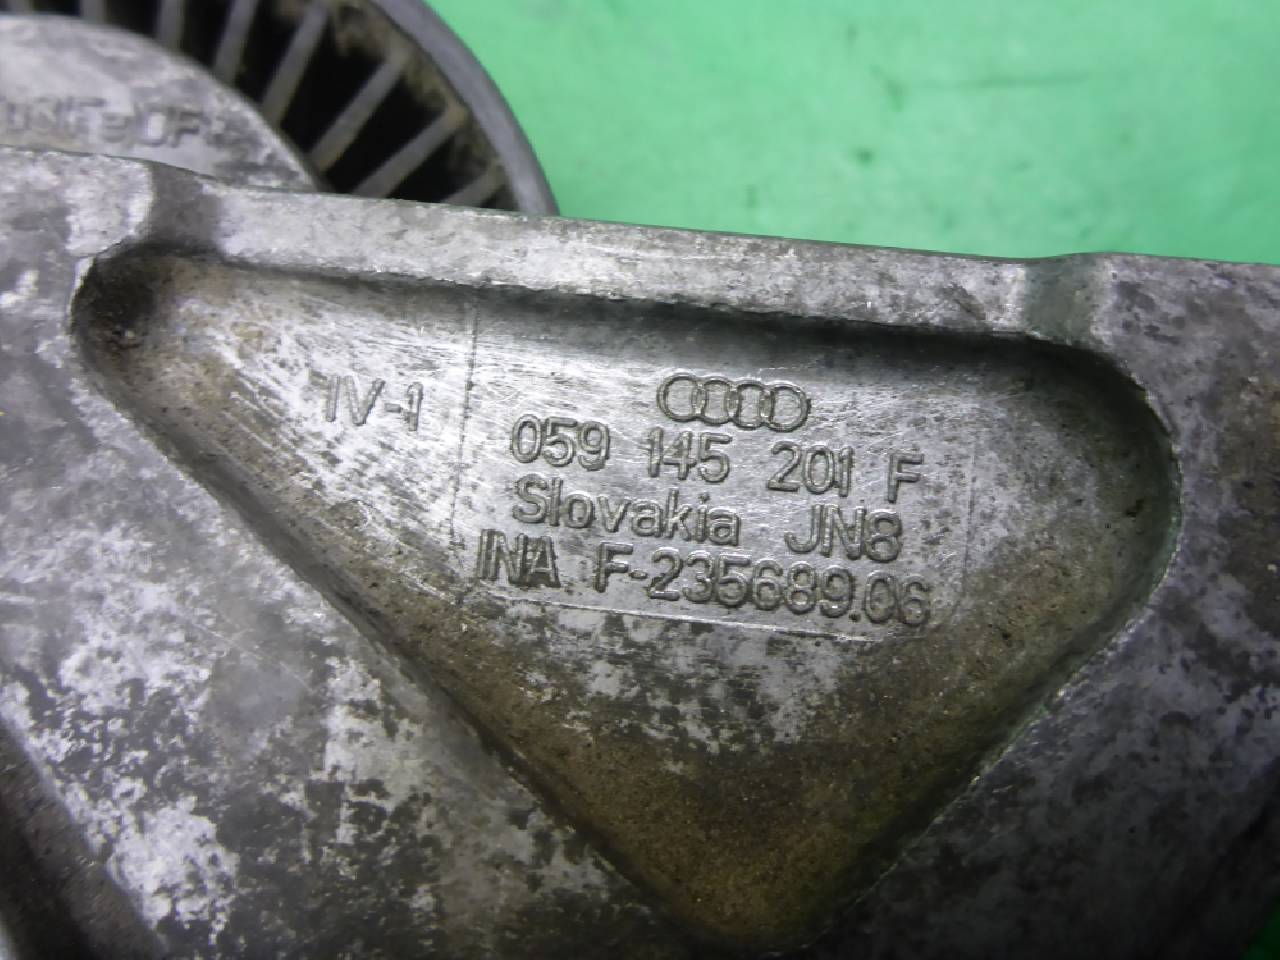 IV-1
059 145 201 F
Slovakia JN8
INA F-235689.06